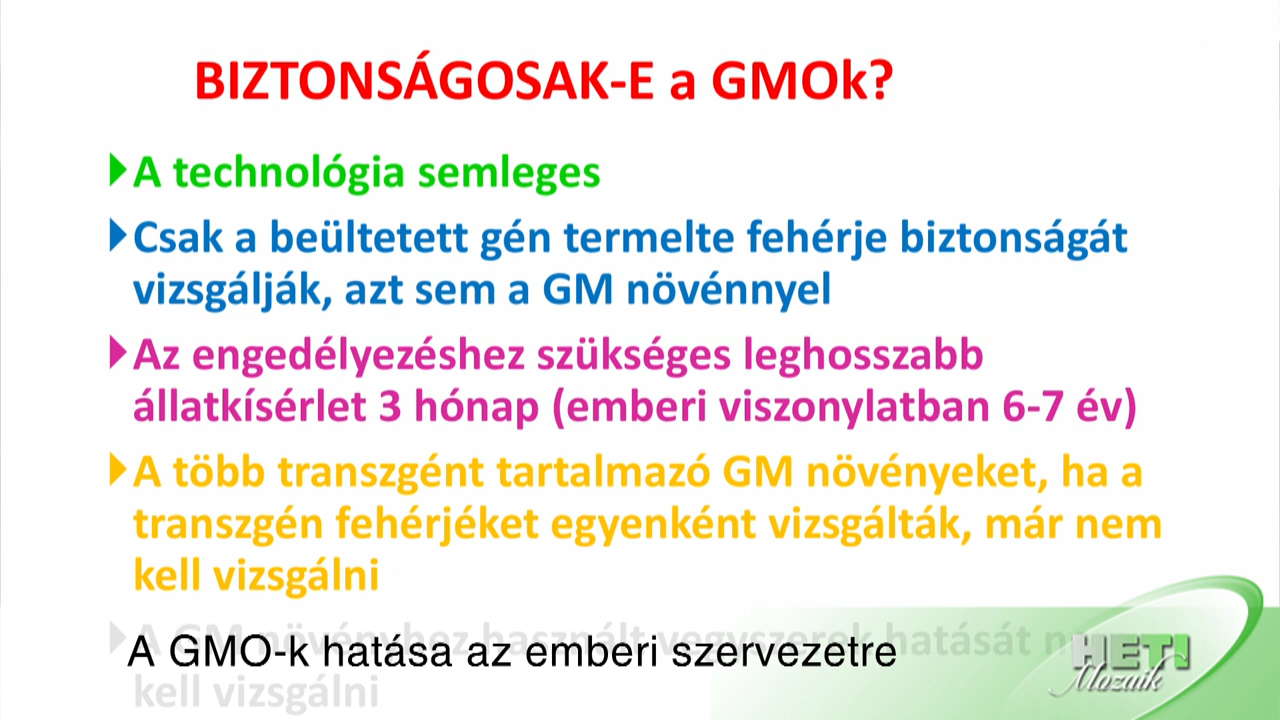 BIZTONSÁGOSAK-E a GMOk?
A technológia semleges
Csak a beültetett gén termelte fehérje biztonságát
vizsgálják, azt sem a GM növénnyel
Az engedélyezéshez szükséges leghosszabb
állatkísérlet 3 hónap (emberi viszonylatban 6-7 év)
A több transzgént tartalmazó GM növényeket, ha a
transzgén fehérjéket egyenként vizsgálták, már nem
kell vizsgálni
A GM növényhez használt vegyszerek hatását
kell vizsgálni
A GMO-k hatása az emberi szervezetre
HETI
Mozaik